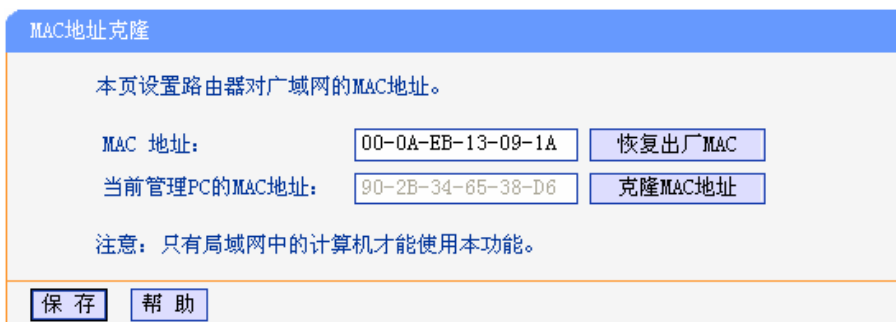 MAC地址克隆
本页设置路由器对广域网的MAC地址。
MAC 地址: 00-0A-EB-13-09-1A 恢复出厂MAC
当前管理PC的MAC地址: 90-2B-34-65-38-D6 克隆MAC地址
注意：只有局域网中的计算机才能使用本功能。
保 存 帮 助